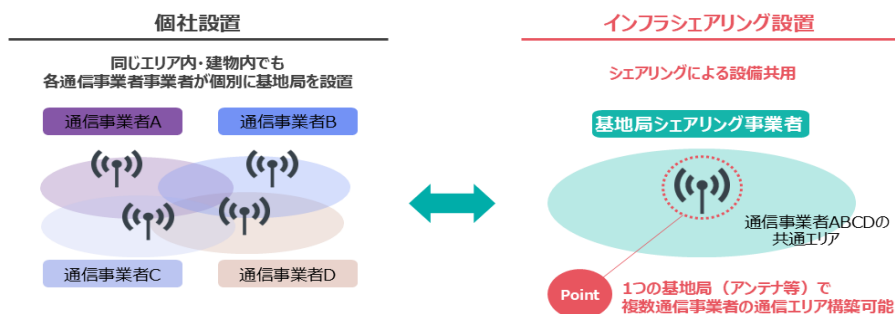 個社設置
同じエリア内・建物内でも
各通信事業者事業者が個別に基地局を設置
通信事業者A
通信事業者B
通信事業者C
通信事業者D
インフラシェアリング設置
シェアリングによる設備共用
基地局シェアリング事業者
通信事業者ABCDの
共通エリア
Point
1つの基地局（アンテナ等）で
複数通信事業者の通信エリア構築可能